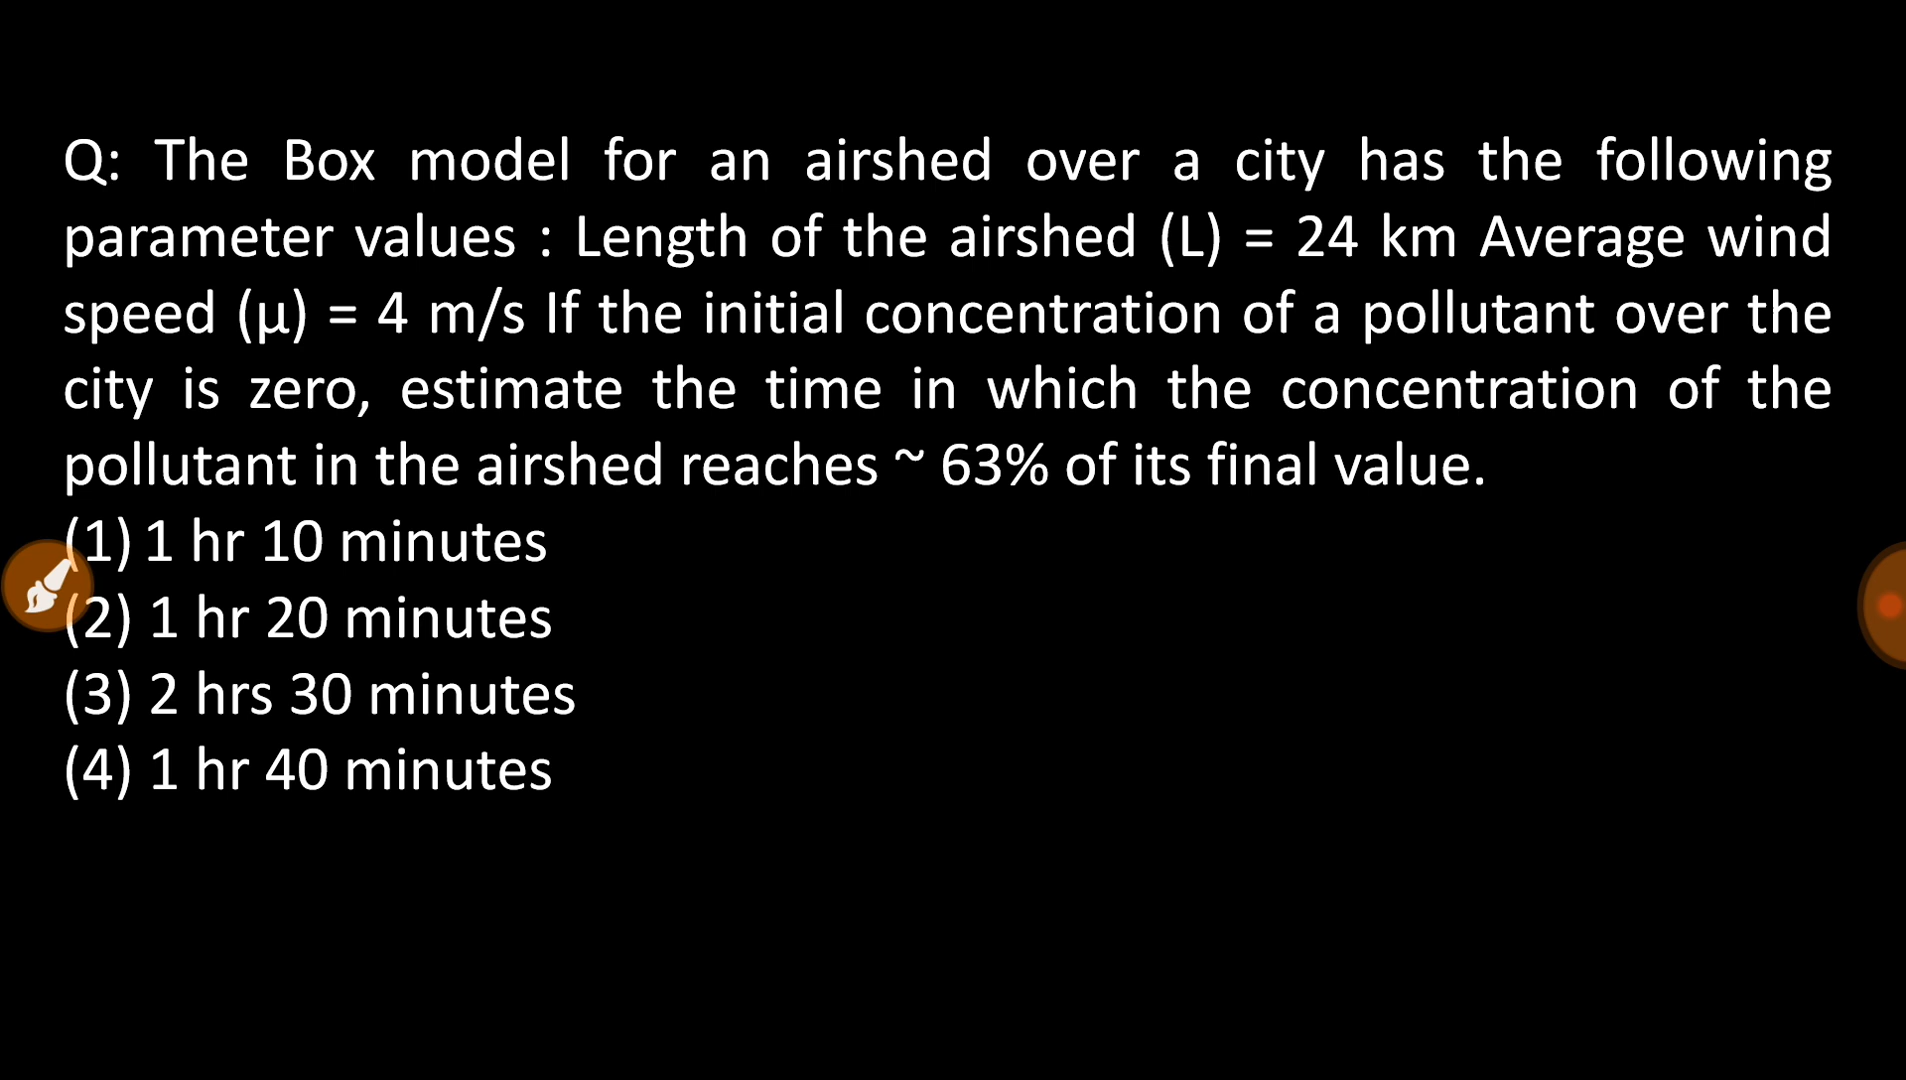 Q: The Box model for an airshed over a city has the following
parameter values : Length of the airshed (L) = 24 km Average wind
speed (μ) = 4 m/s If the initial concentration of a pollutant over the
city is zero, estimate the time in which the concentration of the
pollutant in the airshed reaches ~ 63% of its final value.
(1) 1 hr 10 minutes
(2) 1 hr 20 minutes
(3) 2 hrs 30 minutes
(4) 1 hr 40 minutes